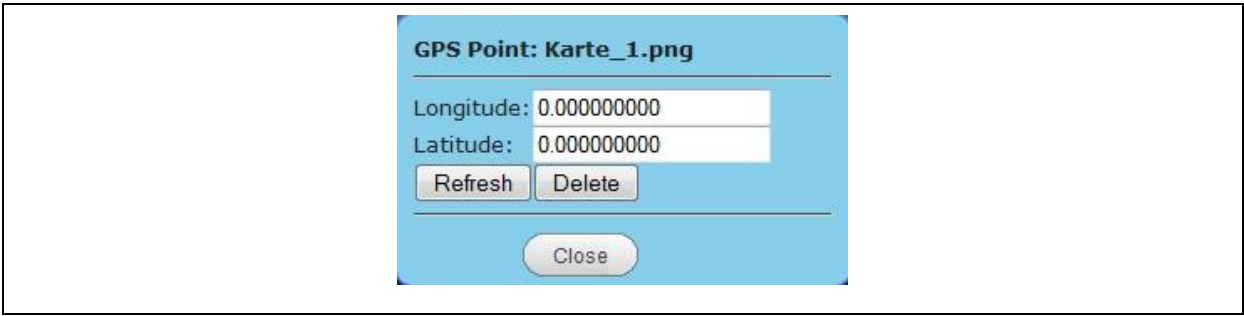 GPS Point: Karte_1.png
Longitude: 0.000000000
Latitude: 0.000000000
Refresh Delete
Close